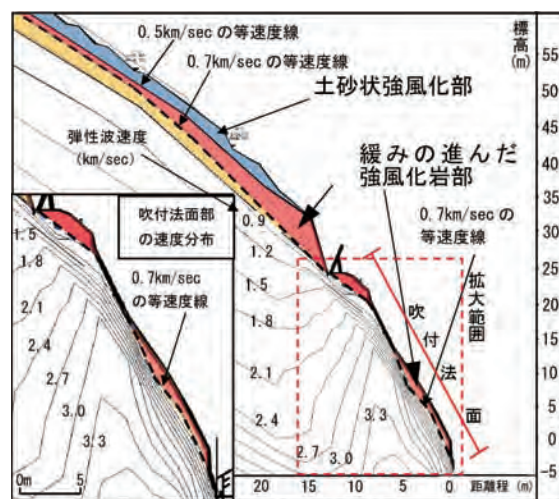 0.5km/secの等速度線
0.7km/secの等速度線
土砂状強風化部
弾性波速度
(km/sec)
緩みの進んだ
強風化岩部
0.7km/secの
等速度線
吹付法面部
の速度分布
0.7km/sec
の等速度線
拡大範囲
吹付法面
標高
(m)
55
50
45
40
35
30
25
20
15
10
5
0
-5
0.9
1.2
1.5
1.8
2.1
2.4
2.7
3.0
3.3
1.5
1.8
2.1
2.4
2.7
3.0
3.3
0m 5
20 15 10 5 0 距離程 (m)